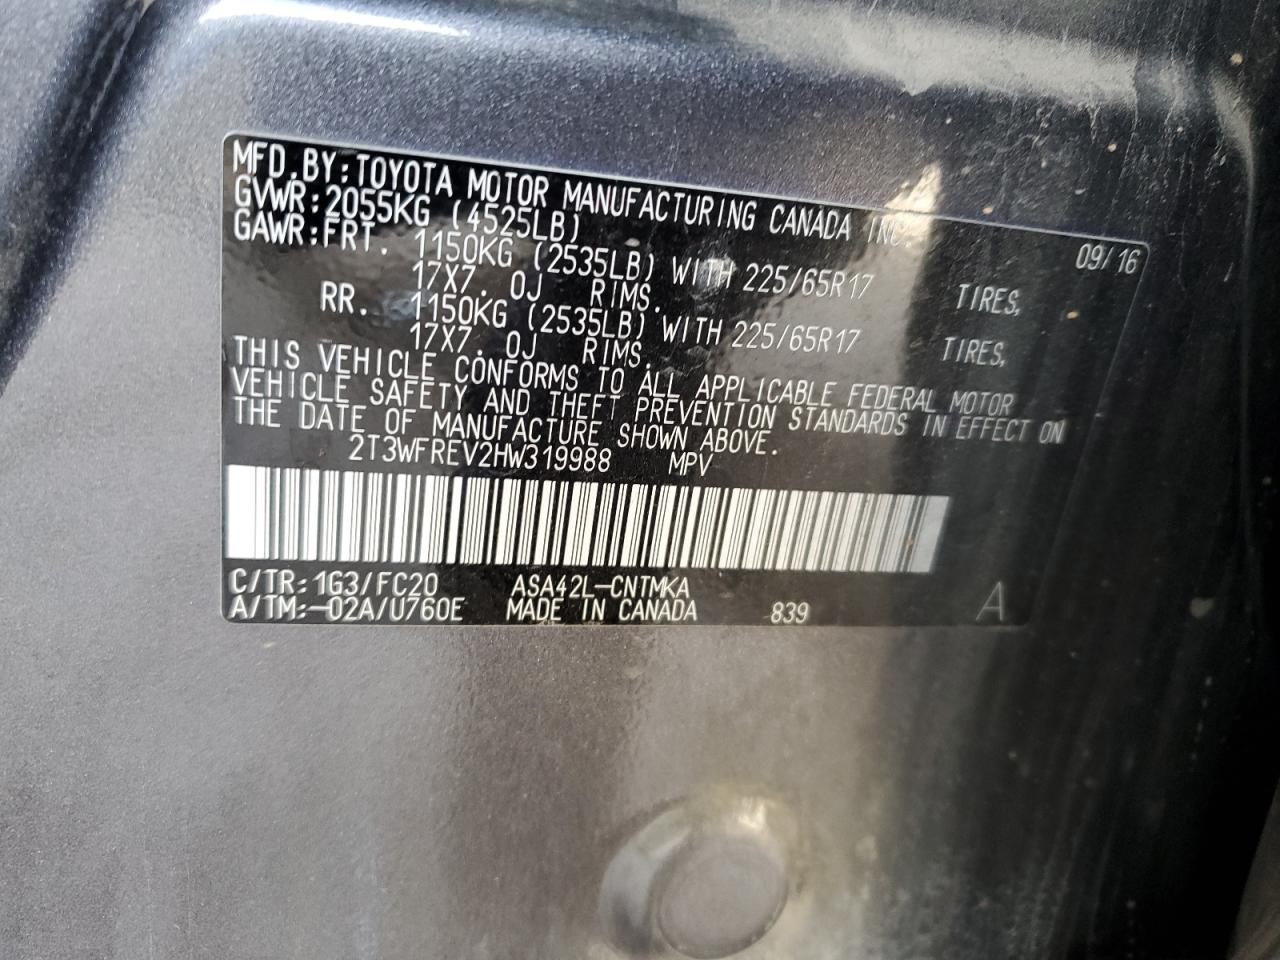 MFD.BY:TOYOTA MOTOR MANUFACTURING CANADA INC. 09/16
GVWR:2055KG (4525LB)
GAWR:FRT. 1150KG (2535LB) WITH 225/65R17 TIRES,
17X7.0J RIMS.
RR. 1150KG (2535LB) WITH 225/65R17 TIRES,
17X7.0J RIMS.
THIS VEHICLE CONFORMS TO ALL APPLICABLE FEDERAL MOTOR
VEHICLE SAFETY AND THEFT PREVENTION STANDARDS IN EFFECT ON
THE DATE OF MANUFACTURE SHOWN ABOVE.
2T3WFREV2HW319988 MPV
C/TR:1G3/FC20 ASA42L-CNTMKA
A/TM:-02A/U760E MADE IN CANADA 839 A